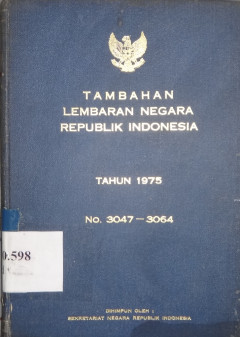 TAMBAHAN
LEMBARAN NEGARA
REPUBLIK INDONESIA
TAHUN 1975
No. 3047-3064
0.598
DIHIMPUN OLEH :
SEKRETARIAT NEGARA REPUBLIK INDONESIA